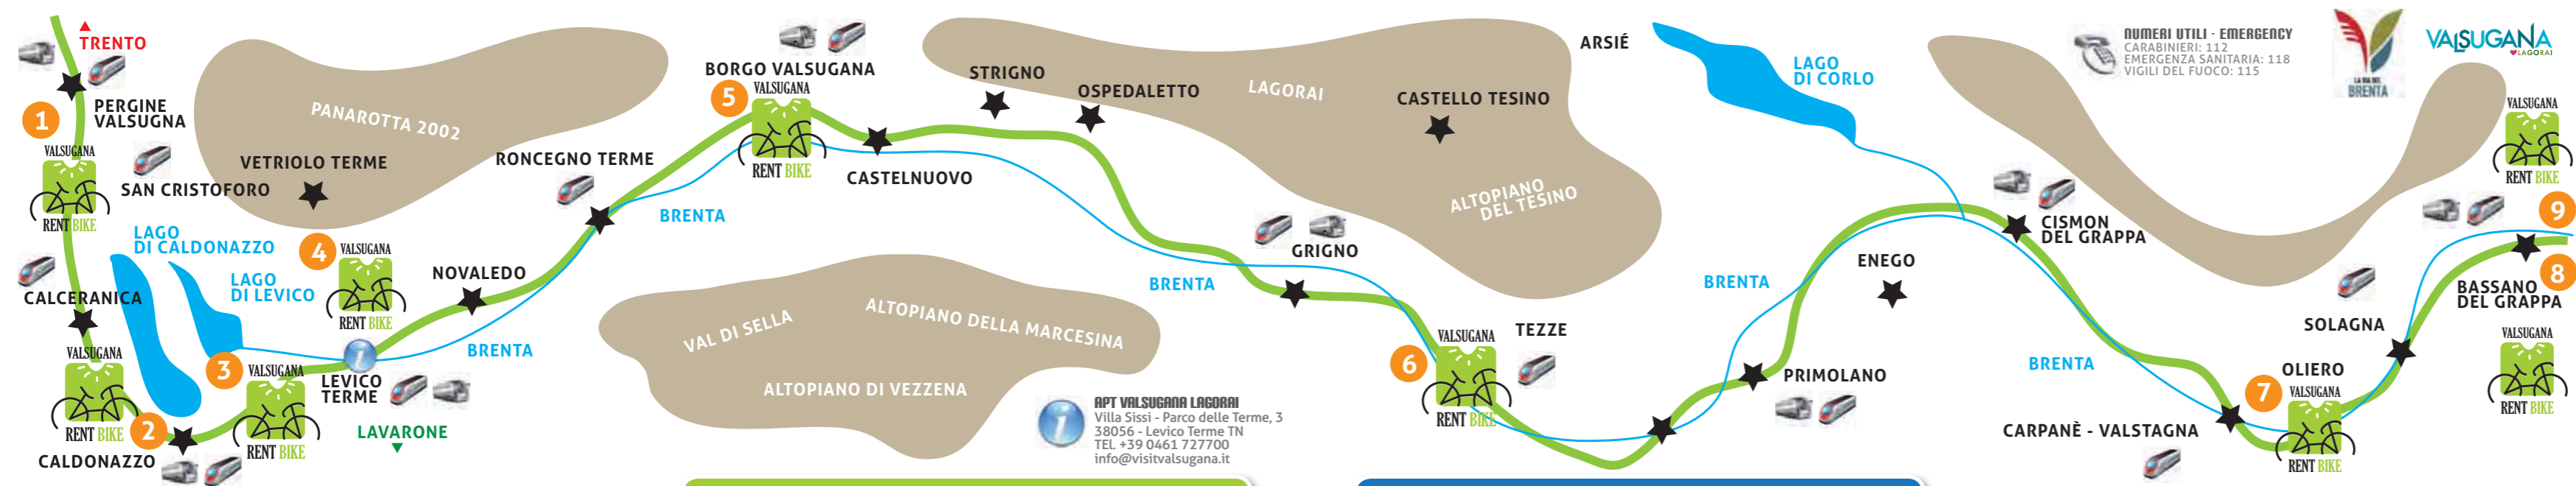 TRENTO
1
PERGINE
VALSUGNA
VALSUGANA
RENT BIKE
SAN CRISTOFORO
PANAROTTA 2002
VETRIOLO TERME
LAGO
DI CALDONAZZO
LAGO
DI LEVICO
CALCERANICA
VALSUGANA
RENT BIKE
2
CALDONAZZO
3
VALSUGANA
RENT BIKE
4
VALSUGANA
RENT BIKE
LEVICO
TERME
LAVARONE
NOVALEDO
BRENTA
RONCEGNO TERME
BRENTA
BORGO VALSUGANA
5
VALSUGANA
RENT BIKE
CASTELNUOVO
STRIGNO
OSPEDALETTO
LAGORAI
CASTELLO TESINO
ALTOPIANO
DEL TESINO
VAL DI SELLA
ALTOPIANO DELLA MARCESINA
ALTOPIANO DI VEZZENA
BRENTA
GRIGNO
APT VALSUGANA LAGORAI
Villa Sissi - Parco delle Terme, 3
38056 - Levico Terme TN
TEL +39 0461 727700
info@visitvalsugana.it
6
VALSUGANA
RENT BIKE
TEZZE
ARSIÉ
LAGO
DI CORLO
BRENTA
PRIMOLANO
ENEGO
CISMON
DEL GRAPPA
BRENTA
CARPANÈ - VALSTAGNA
7
OLIERO
VALSUGANA
RENT BIKE
SOLAGNA
NUMERI UTILI - EMERGENCY
CARABINIERI: 112
EMERGENZA SANITARIA: 118
VIGILI DEL FUOCO: 115
LA VIA DEL
BRENTA
VALSUGANA
LAGORAI
VALSUGANA
RENT BIKE
9
8
BASSANO
DEL GRAPPA
VALSUGANA
RENT BIKE